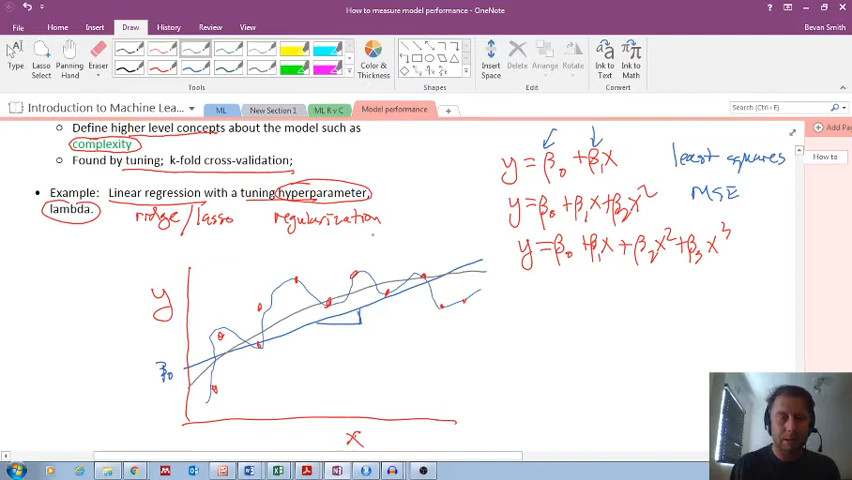 How to measure model performance - OneNote
File Home Insert Draw History Review View Bevan Smith
Type Lasso Select Panning Hand Eraser Color & Thickness Insert Space Delete Rotate Ink to Text Ink to Math
Tools Shapes Edit Convert
Introduction to Machine Lea... ML New Section 1 ML R v C Model performance + Search (Ctrl+E)
Add Pag
How to
Define higher level concepts about the model such as
complexity
Found by tuning; k-fold cross-validation;
Example: Linear regression with a tuning hyperparameter,
lambda.
ridge/lasso regularization
y = β₀ + β₁x
y = β₀ + β₁x + β₂x²
y = β₀ + β₁x + β₂x² + β₃x³
least squares
MSE
y
β₀
x